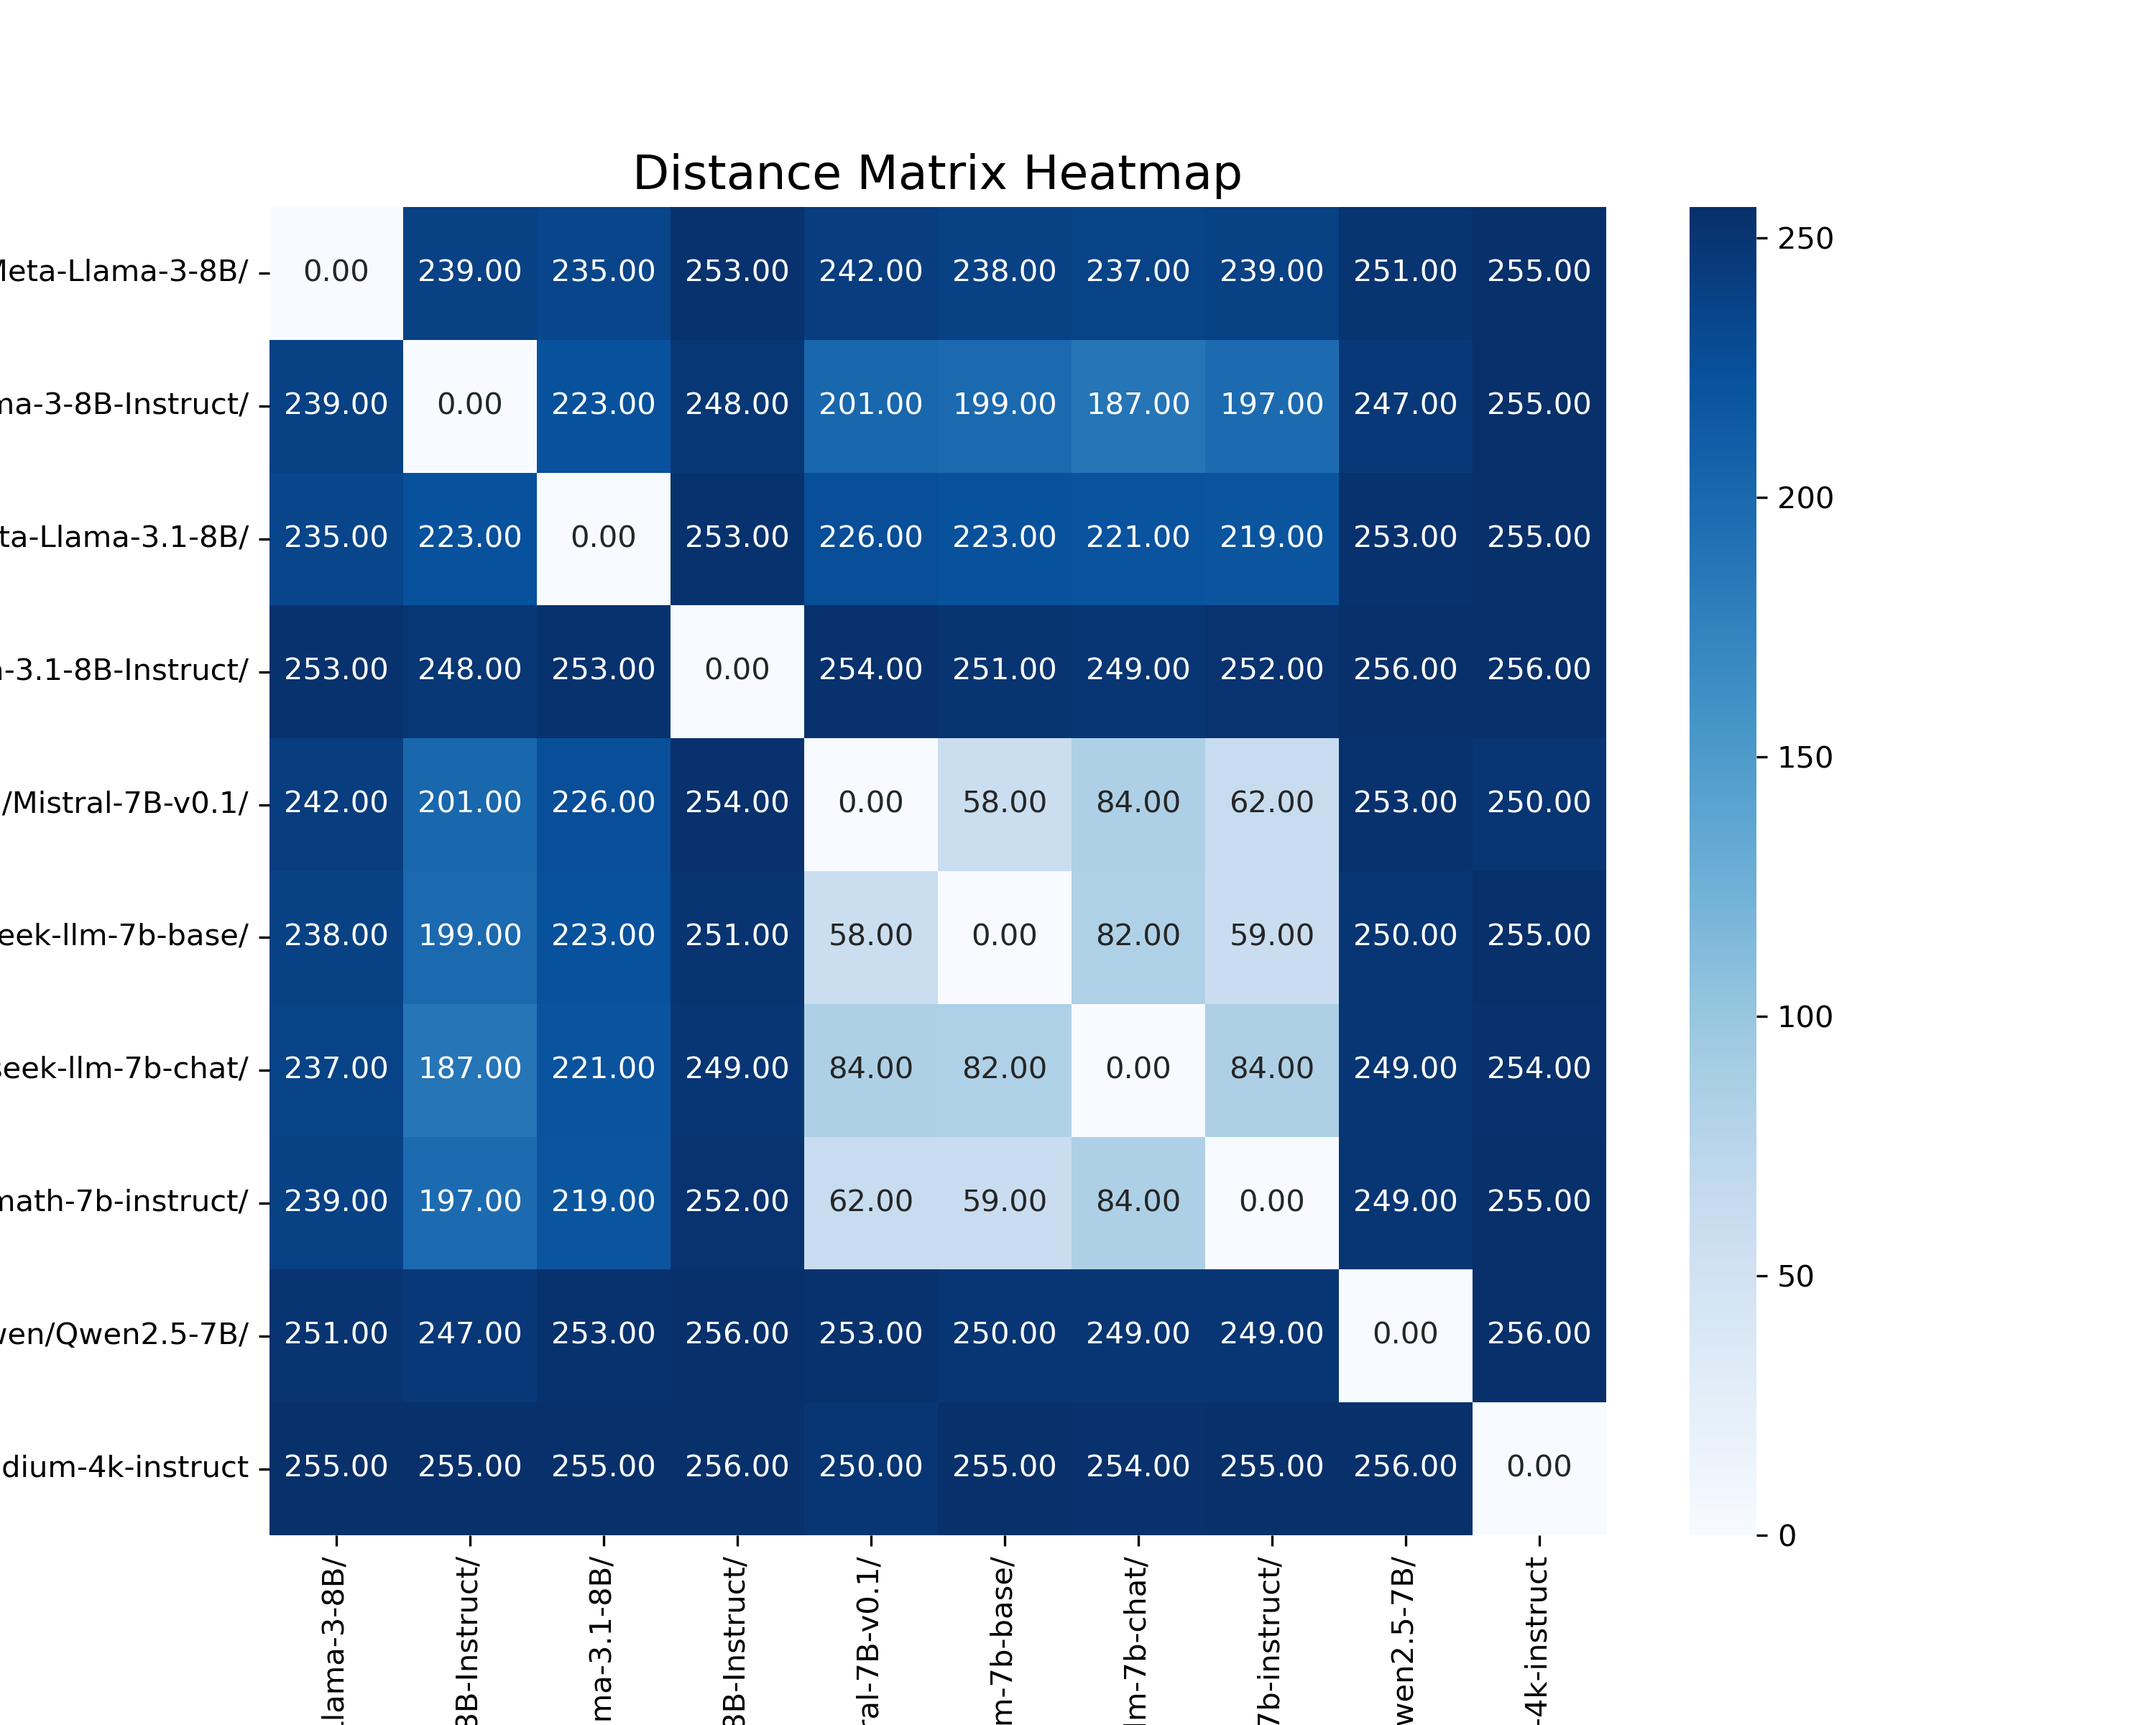 Distance Matrix Heatmap
Meta-Llama-3-8B/ 0.00 239.00 235.00 253.00 242.00 238.00 237.00 239.00 251.00 255.00
ma-3-8B-Instruct/ 239.00 0.00 223.00 248.00 201.00 199.00 187.00 197.00 247.00 255.00
ta-Llama-3.1-8B/ 235.00 223.00 0.00 253.00 226.00 223.00 221.00 219.00 253.00 255.00
-3.1-8B-Instruct/ 253.00 248.00 253.00 0.00 254.00 251.00 249.00 252.00 256.00 256.00
/Mistral-7B-v0.1/ 242.00 201.00 226.00 254.00 0.00 58.00 84.00 62.00 253.00 250.00
eek-llm-7b-base/ 238.00 199.00 223.00 251.00 58.00 0.00 82.00 59.00 250.00 255.00
seek-llm-7b-chat/ 237.00 187.00 221.00 249.00 84.00 82.00 0.00 84.00 249.00 254.00
math-7b-instruct/ 239.00 197.00 219.00 252.00 62.00 59.00 84.00 0.00 249.00 255.00
wen/Qwen2.5-7B/ 251.00 247.00 253.00 256.00 253.00 250.00 249.00 249.00 0.00 256.00
dium-4k-instruct 255.00 255.00 255.00 256.00 250.00 255.00 254.00 255.00 256.00 0.00
Llama-3-8B/
8B-Instruct/
ma-3.1-8B/
8B-Instruct/
ral-7B-v0.1/
m-7b-base/
lm-7b-chat/
7b-instruct/
wen2.5-7B/
-4k-instruct
250
200
150
100
50
0